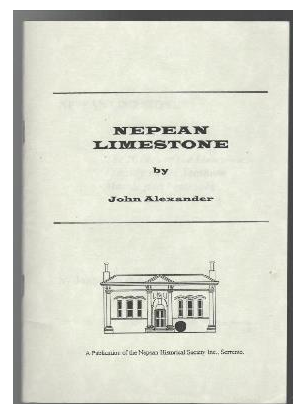 NEPEAN
LIMESTONE
by
John Alexander
A Publication of the Nepean Historical Society Inc., Sorrento.